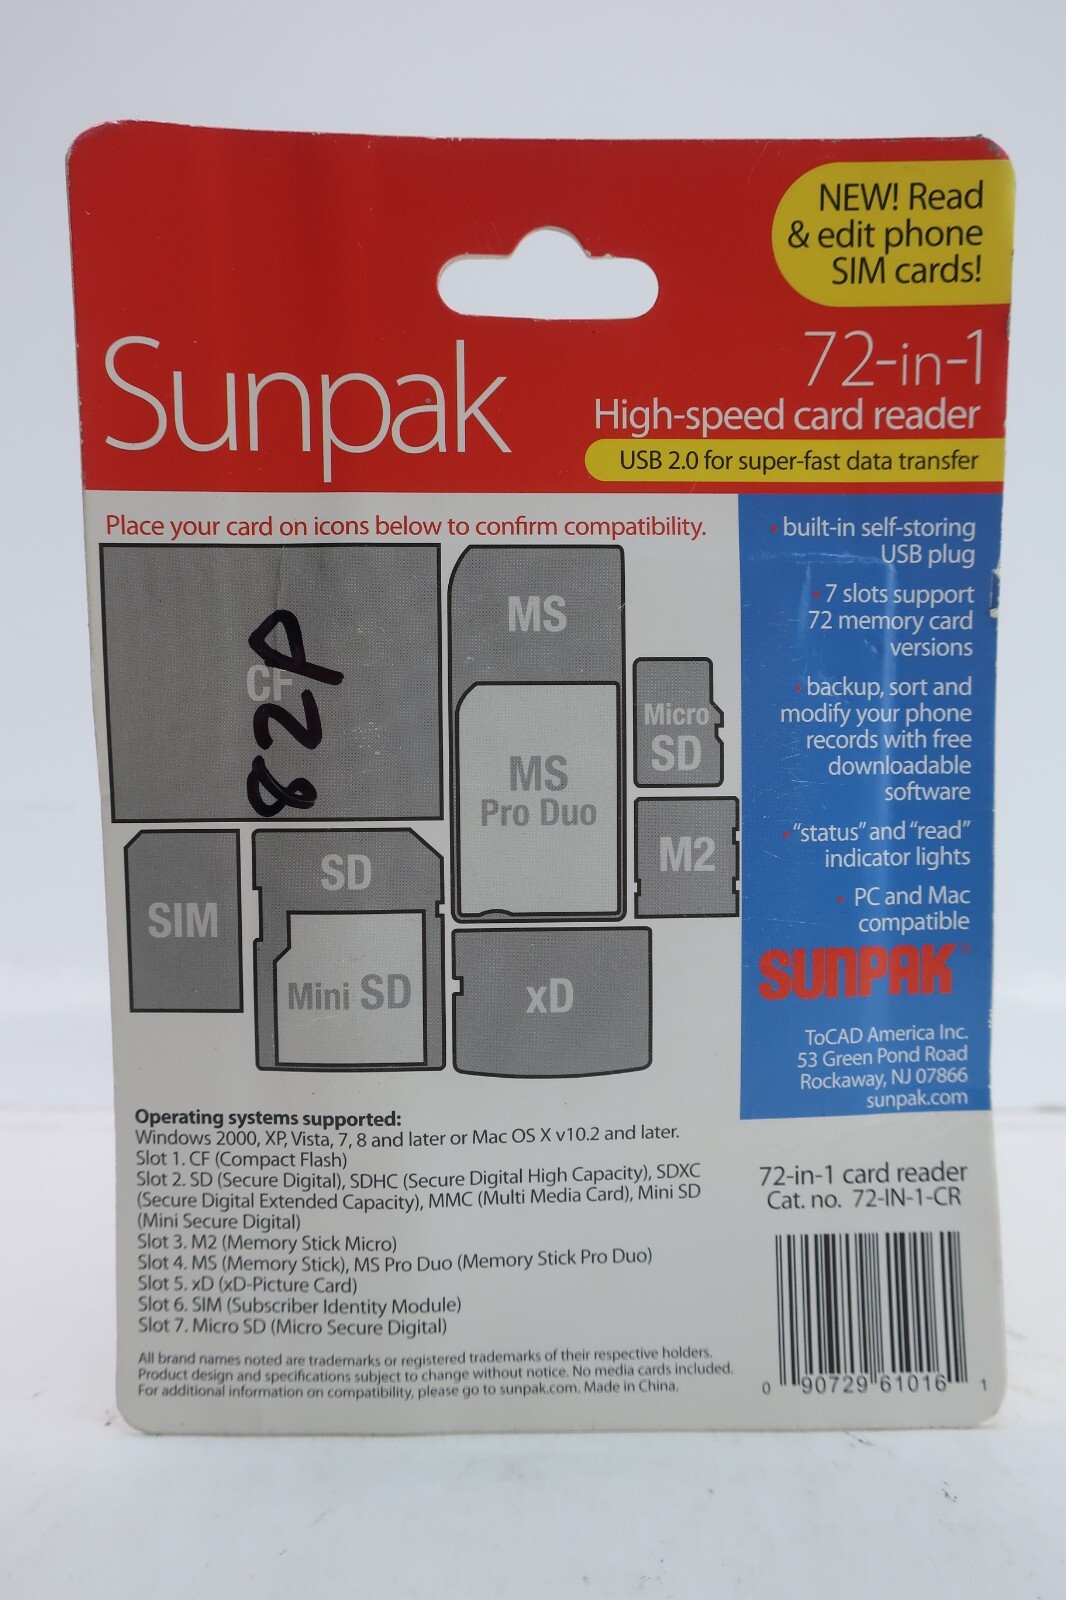 NEW! Read
& edit phone
SIM cards!
Sunpak
72-in-1
High-speed card reader
USB 2.0 for super-fast data transfer
Place your card on icons below to confirm compatibility.
CF
82P
MS
MS
Pro Duo
Micro
SD
M2
SIM
SD
Mini SD
xD
• built-in self-storing
USB plug
• 7 slots support
72 memory card
versions
• backup, sort and
modify your phone
records with free
downloadable
software
• "status" and "read"
indicator lights
• PC and Mac
compatible
SUNPAK®
ToCAD America Inc.
53 Green Pond Road
Rockaway, NJ 07866
sunpak.com
Operating systems supported:
Windows 2000, XP, Vista, 7, 8 and later or Mac OS X v10.2 and later.
Slot 1. CF (Compact Flash)
Slot 2. SD (Secure Digital), SDHC (Secure Digital High Capacity), SDXC
(Secure Digital Extended Capacity), MMC (Multi Media Card), Mini SD
(Mini Secure Digital)
Slot 3. M2 (Memory Stick Micro)
Slot 4. MS (Memory Stick), MS Pro Duo (Memory Stick Pro Duo)
Slot 5. xD (xD-Picture Card)
Slot 6. SIM (Subscriber Identity Module)
Slot 7. Micro SD (Micro Secure Digital)
All brand names noted are trademarks or registered trademarks of their respective holders.
Product design and specifications subject to change without notice. No media cards included.
For additional information on compatibility, please go to sunpak.com. Made in China.
72-in-1 card reader
Cat. no. 72-IN-1-CR
0 90729 61016 1